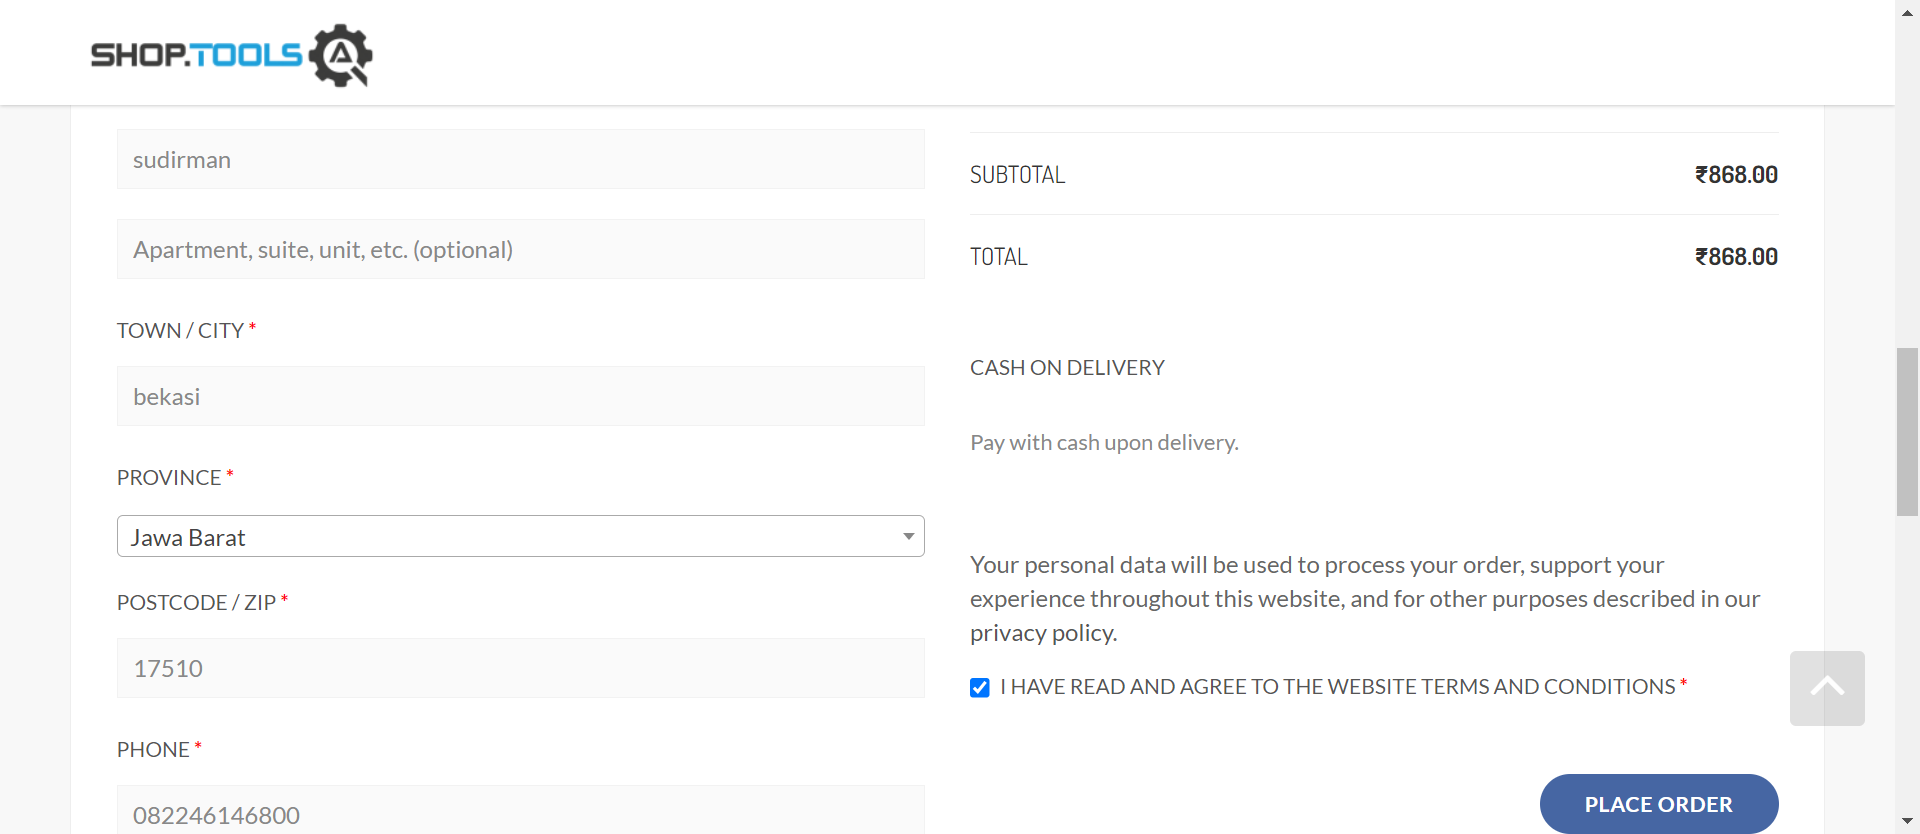 SHOP.TOOLS
sudirman
Apartment, suite, unit, etc. (optional)
TOWN / CITY *
bekasi
PROVINCE *
Jawa Barat
POSTCODE / ZIP *
17510
PHONE *
082246146800
SUBTOTAL ₹868.00
TOTAL ₹868.00
CASH ON DELIVERY
Pay with cash upon delivery.
Your personal data will be used to process your order, support your
experience throughout this website, and for other purposes described in our
privacy policy.
I HAVE READ AND AGREE TO THE WEBSITE TERMS AND CONDITIONS *
PLACE ORDER